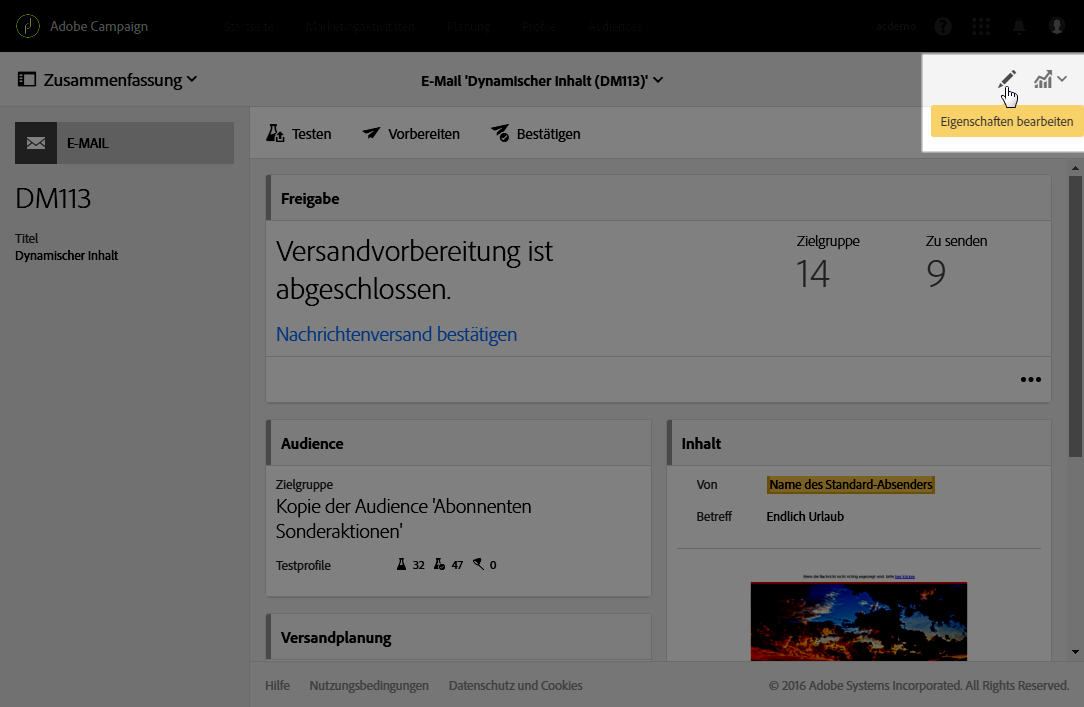 Adobe Campaign Startseite Marketingaktivitäten Planung Profile Audiences acdemo
Zusammenfassung
E-Mail 'Dynamischer Inhalt (DM113)'
Eigenschaften bearbeiten
E-MAIL
DM113
Titel
Dynamischer Inhalt
Testen Vorbereiten Bestätigen
Freigabe
Versandvorbereitung ist
abgeschlossen.
Nachrichtenversand bestätigen
Zielgruppe
14
Zu senden
9
Audience
Zielgruppe
Kopie der Audience 'Abonnenten
Sonderaktionen'
Testprofile 32 47 0
Versandplanung
Inhalt
Von Name des Standard-Absenders
Betreff Endlich Urlaub
Hilfe Nutzungsbedingungen Datenschutz und Cookies © 2016 Adobe Systems Incorporated. All Rights Reserved.